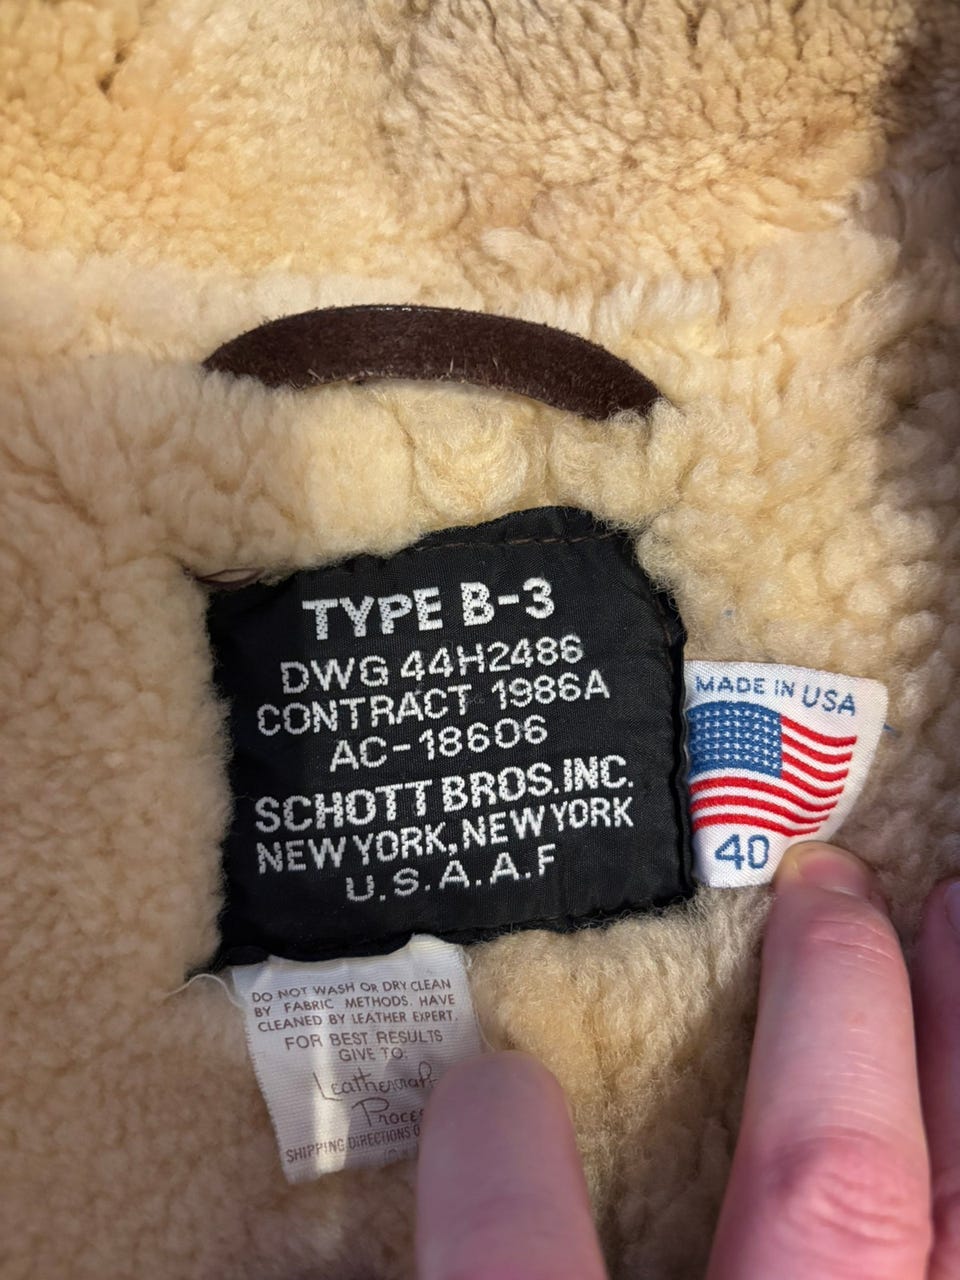 TYPE B-3
DWG 44H2486
CONTRACT 1986A
AC-18606
SCHOTT BROS.INC.
NEW YORK, NEW YORK
U.S.A.A.F
MADE IN USA
40
DO NOT WASH OR DRY CLEAN
BY FABRIC METHODS. HAVE
CLEANED BY LEATHER EXPERT.
FOR BEST RESULTS
GIVE TO:
SHIPPING DIRECTIONS